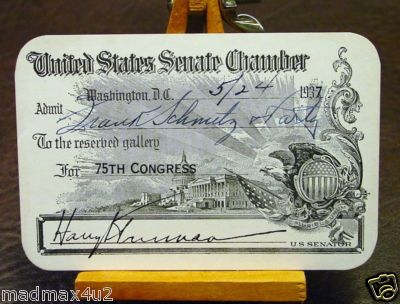 United States Senate Chamber
Washington, D.C. 5/24 1937
Admit Frank Schmitz & Party
To the reserved gallery
For 75TH CONGRESS
Harry Truman
U.S. SENATOR
madmax4u2